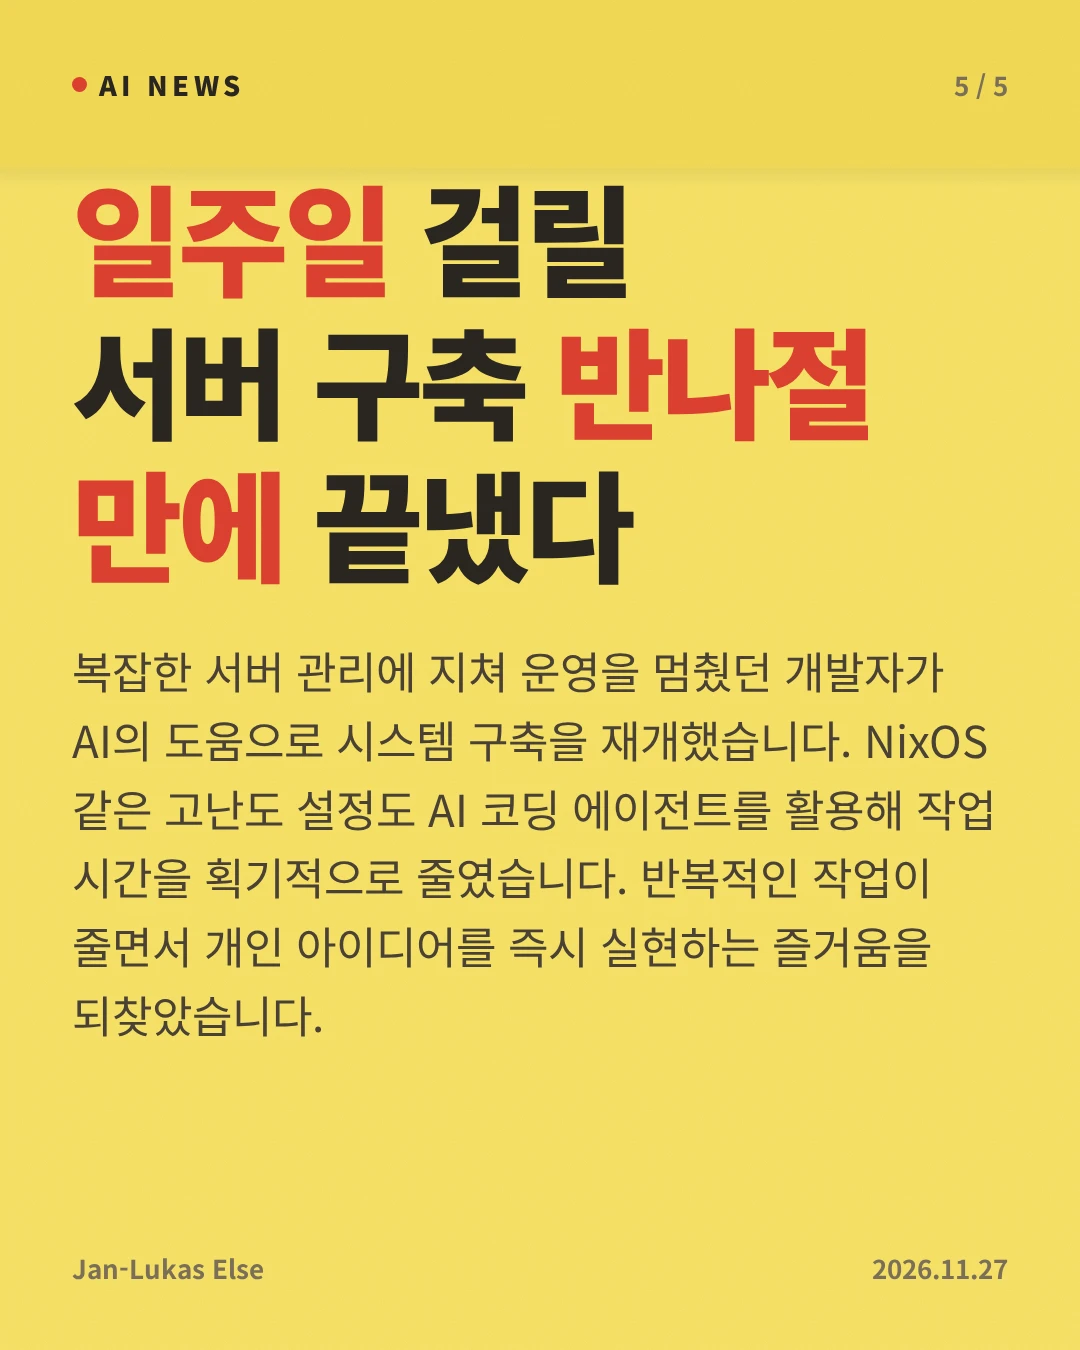 AI NEWS
5 / 5
일주일 걸릴
서버 구축 반나절
만에 끝냈다
복잡한 서버 관리에 지쳐 운영을 멈췄던 개발자가
AI의 도움으로 시스템 구축을 재개했습니다. NixOS
같은 고난도 설정도 AI 코딩 에이전트를 활용해 작업
시간을 획기적으로 줄였습니다. 반복적인 작업이
줄면서 개인 아이디어를 즉시 실현하는 즐거움을
되찾았습니다.
Jan-Lukas Else
2026.11.27